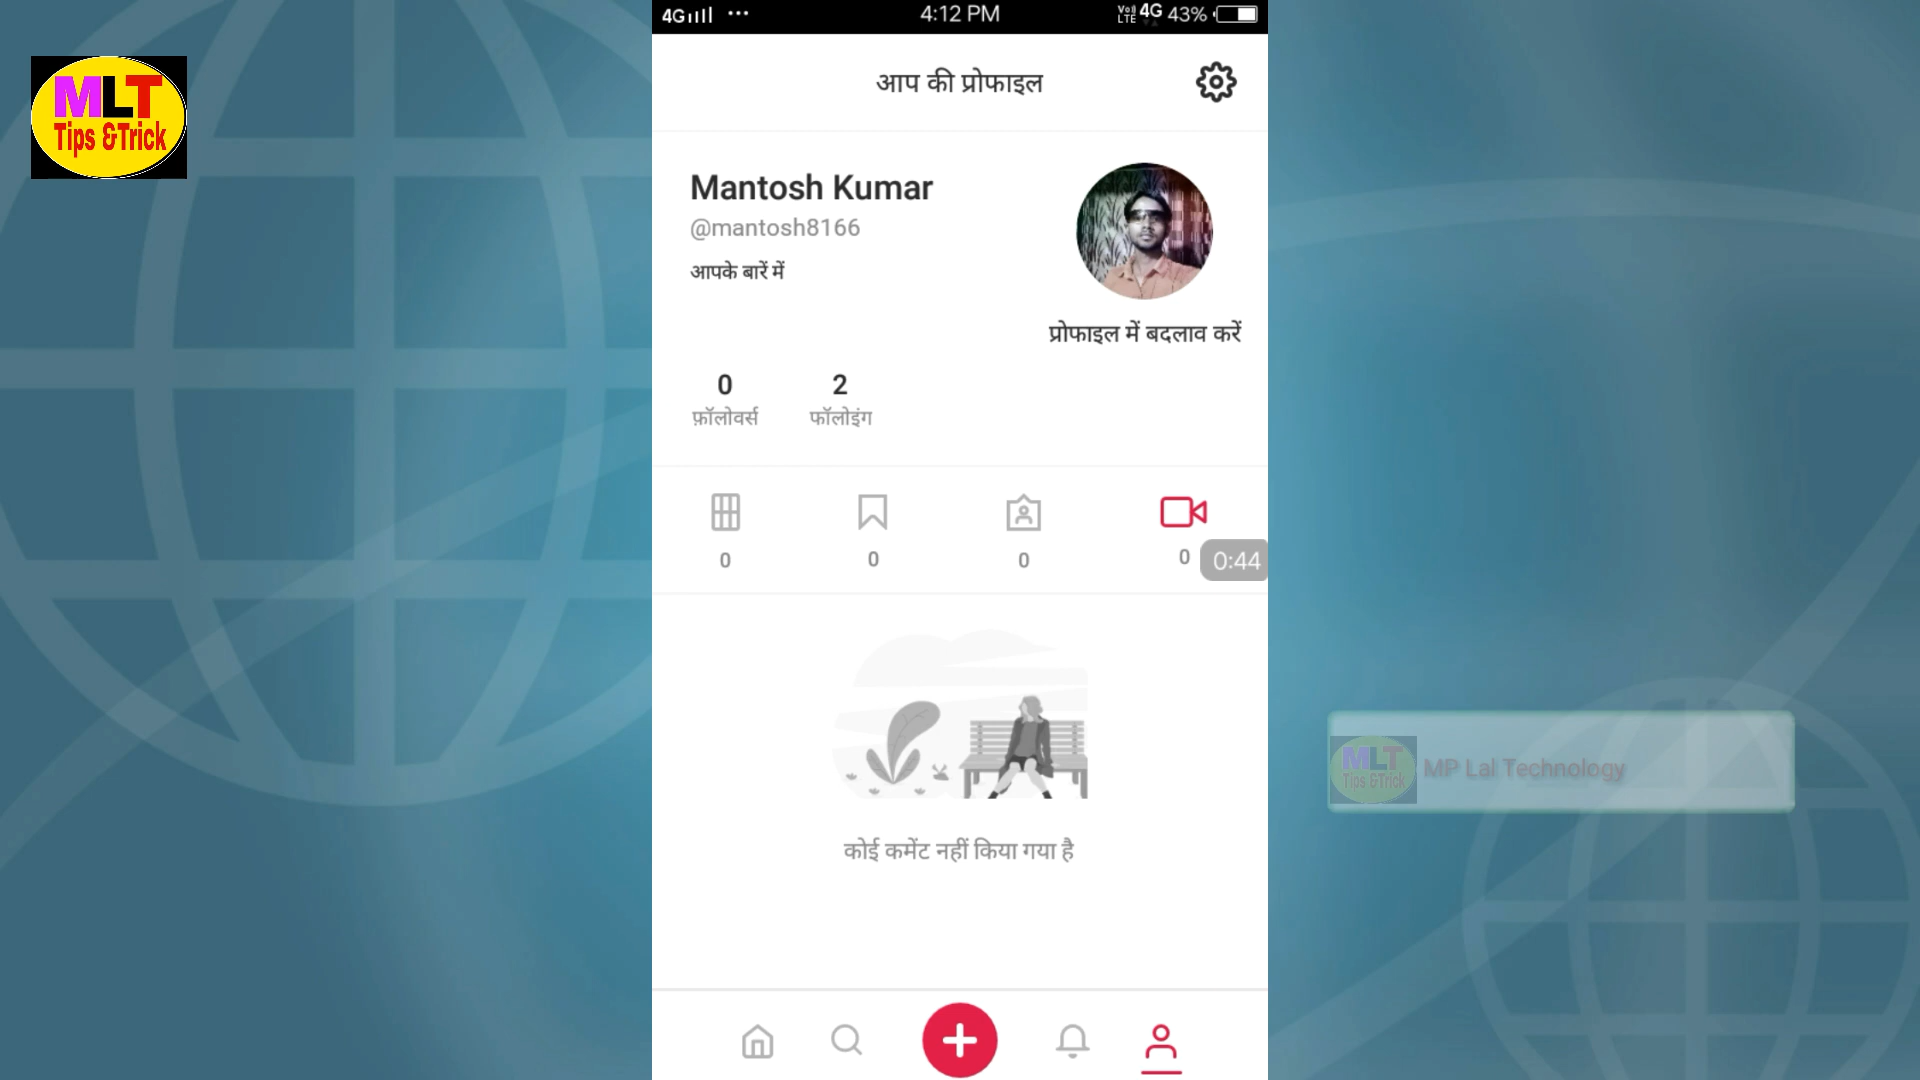 4G 4:12 PM VoLTE 4G 43%
MLT
Tips &Trick
आप की प्रोफाइल
Mantosh Kumar
@mantosh8166
आपके बारें में
प्रोफाइल में बदलाव करें
0 2
फ़ॉलोवर्स फॉलोइंग
0 0 0 0
0:44
MLT
Tips &Trick
MP Lal Technology
कोई कमेंट नहीं किया गया है